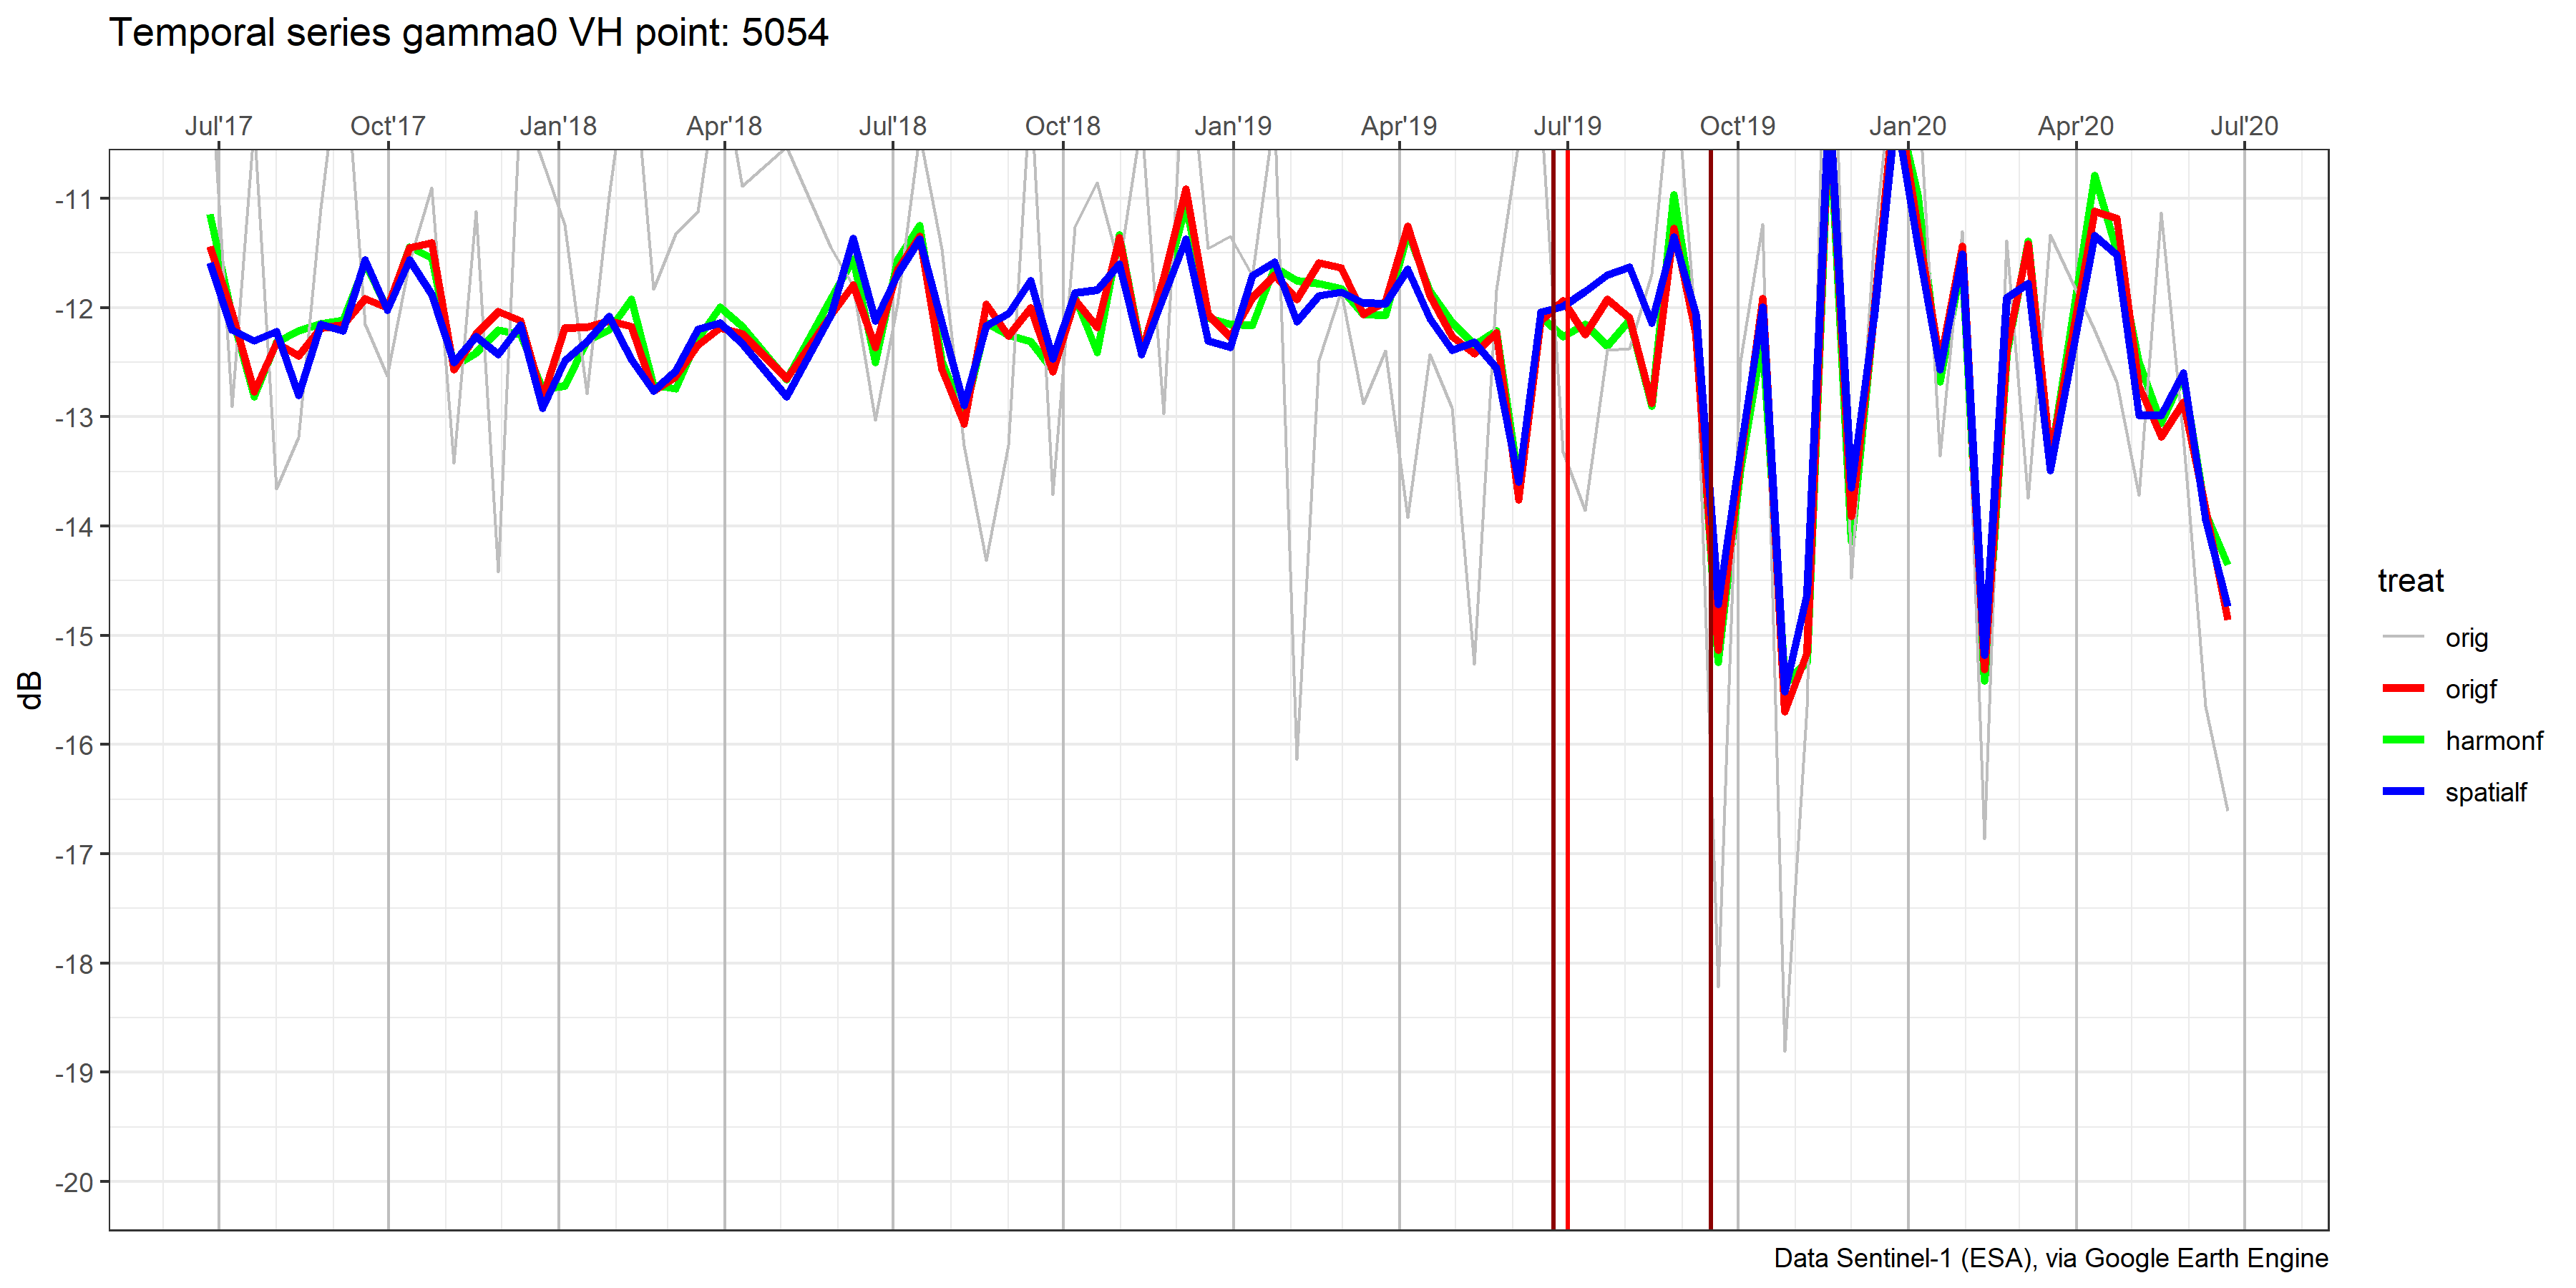 Temporal series gamma0 VH point: 5054
Jul'17 Oct'17 Jan'18 Apr'18 Jul'18 Oct'18 Jan'19 Apr'19 Jul'19 Oct'19 Jan'20 Apr'20 Jul'20
-11
-12
-13
-14
-15
-16
-17
-18
-19
-20
dB
treat
orig
origf
harmonf
spatialf
Data Sentinel-1 (ESA), via Google Earth Engine